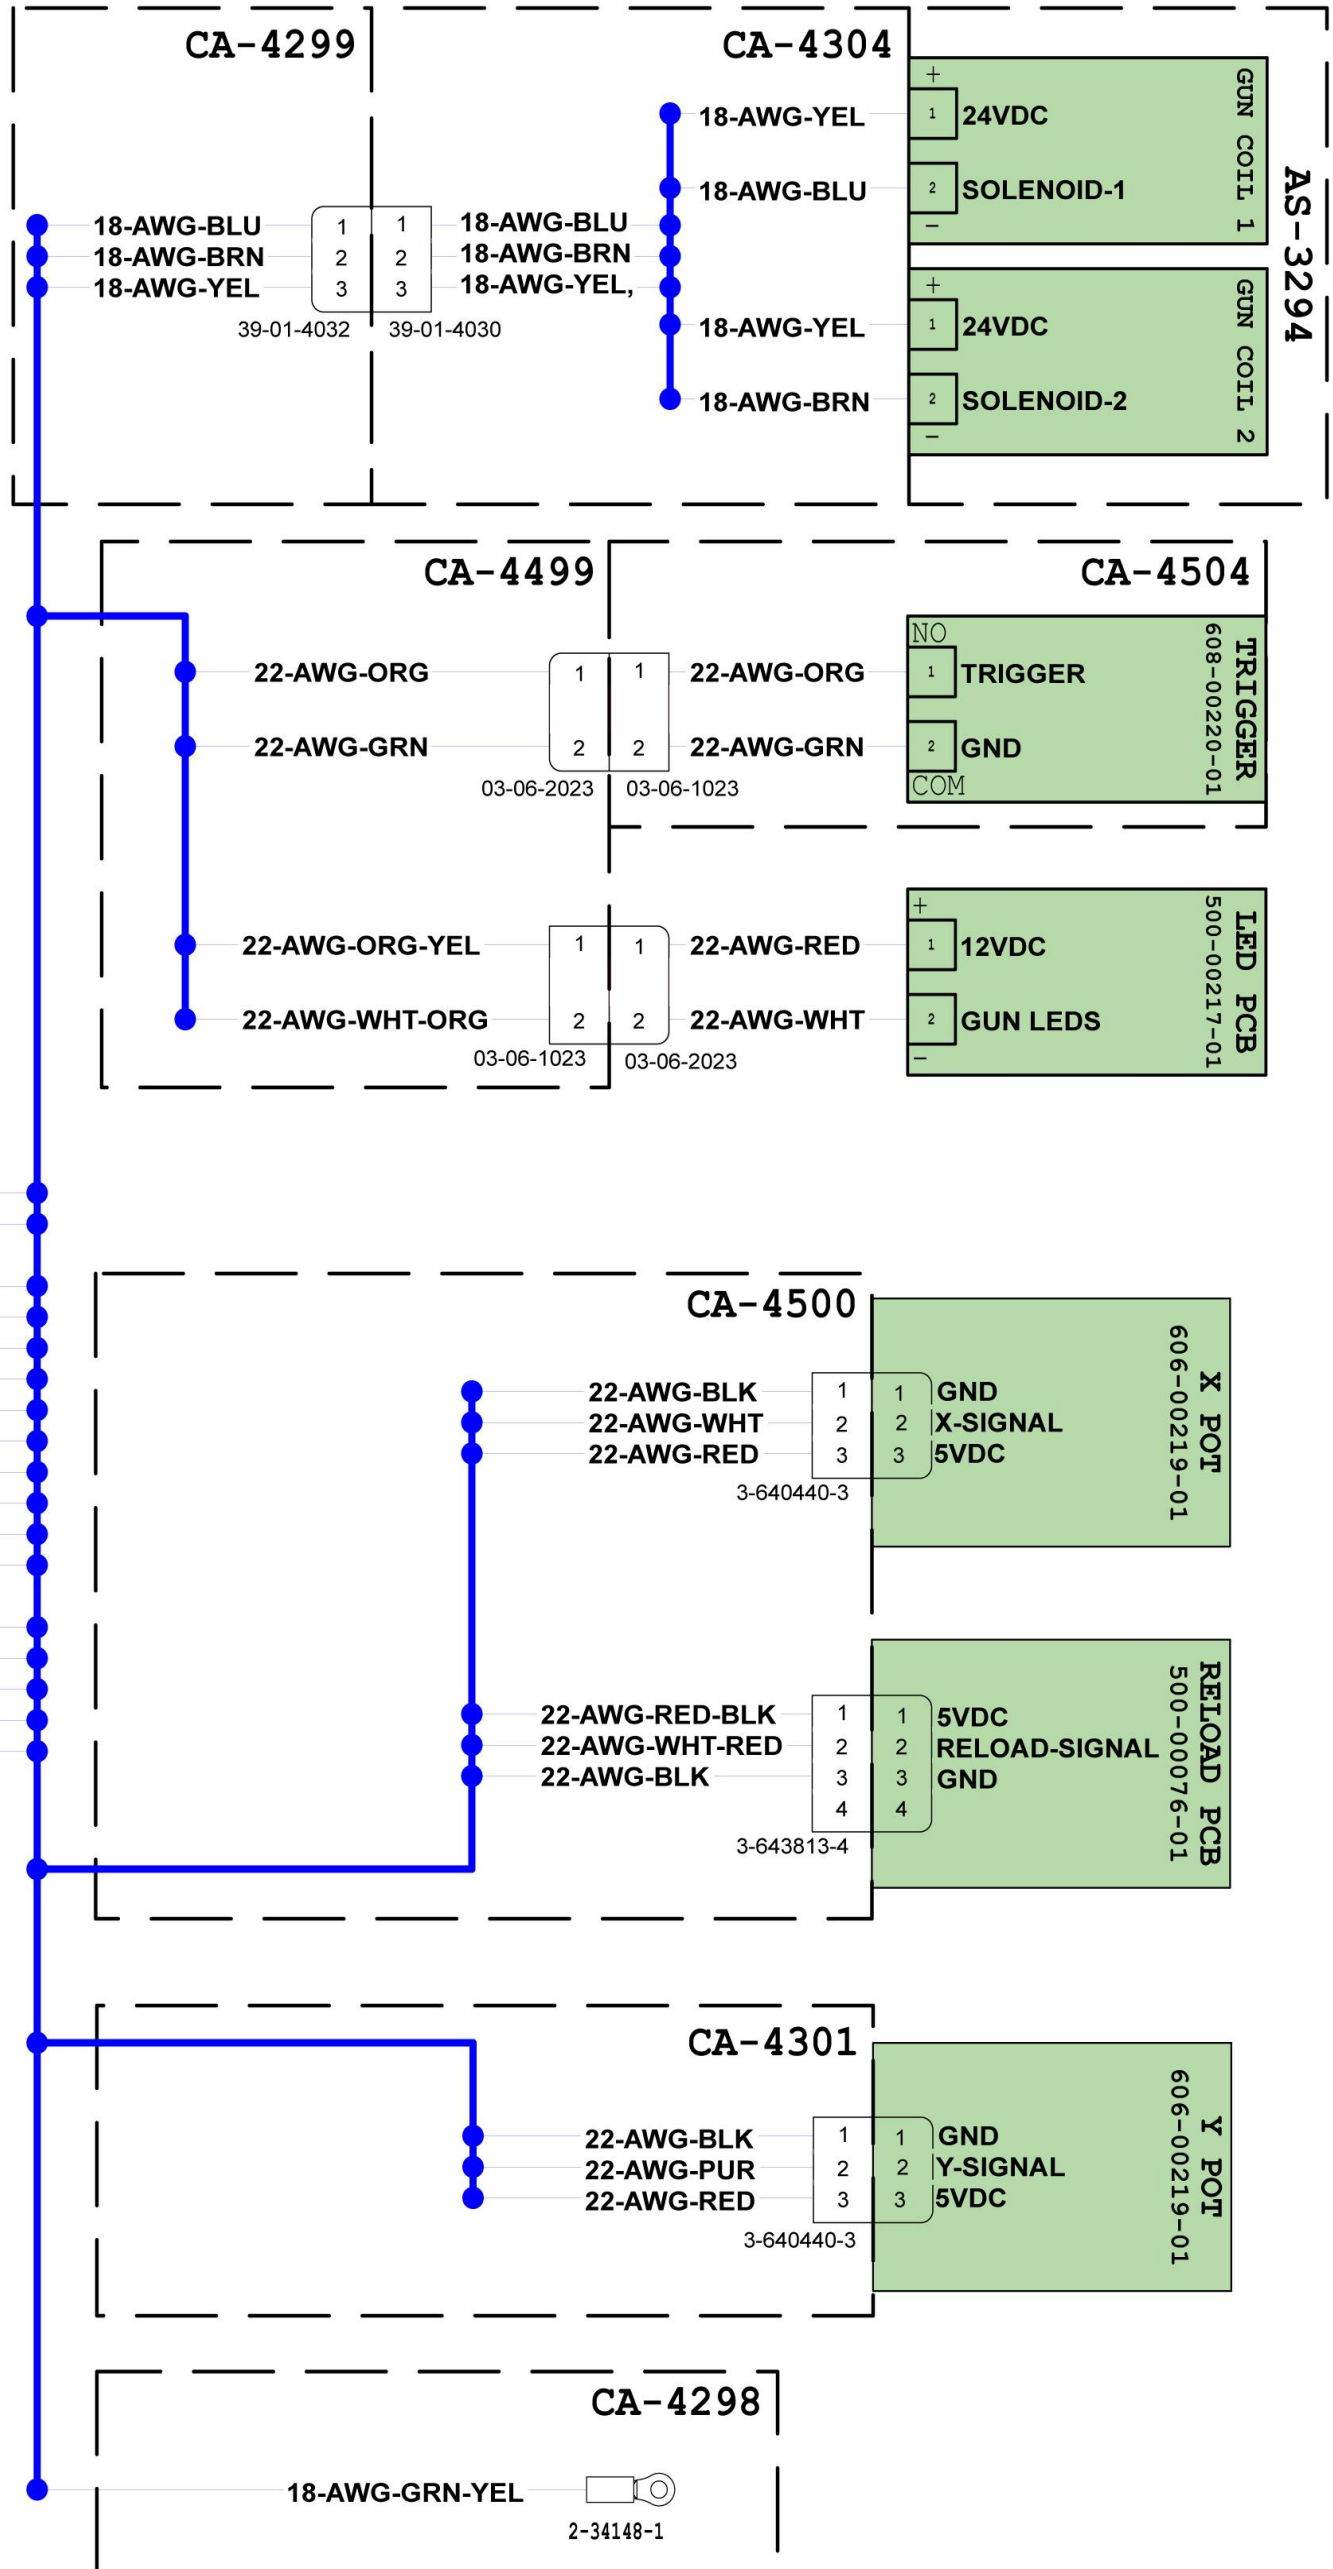 CA-4299
CA-4304
AS-3294
18-AWG-BLU
18-AWG-BRN
18-AWG-YEL
1 1
2 2
3 3
39-01-4032
39-01-4030
18-AWG-BLU
18-AWG-BRN
18-AWG-YEL,
18-AWG-YEL
18-AWG-BLU
18-AWG-YEL
18-AWG-BRN
+
1 24VDC
2 SOLENOID-1
−
GUN COIL 1
+
1 24VDC
2 SOLENOID-2
−
GUN COIL 2
CA-4499
CA-4504
22-AWG-ORG
22-AWG-GRN
1 1
2 2
03-06-2023
03-06-1023
22-AWG-ORG
22-AWG-GRN
NO
1 TRIGGER
2 GND
COM
TRIGGER
608-00220-01
22-AWG-ORG-YEL
22-AWG-WHT-ORG
1 1
2 2
03-06-1023
03-06-2023
22-AWG-RED
22-AWG-WHT
+
1 12VDC
2 GUN LEDS
−
LED PCB
500-00217-01
CA-4500
22-AWG-BLK
22-AWG-WHT
22-AWG-RED
1 1 GND
2 2 X-SIGNAL
3 3 5VDC
3-640440-3
X POT
606-00219-01
22-AWG-RED-BLK
22-AWG-WHT-RED
22-AWG-BLK
1 1 5VDC
2 2 RELOAD-SIGNAL
3 3 GND
4 4
3-643813-4
RELOAD PCB
500-00076-01
CA-4301
22-AWG-BLK
22-AWG-PUR
22-AWG-RED
1 1 GND
2 2 Y-SIGNAL
3 3 5VDC
3-640440-3
Y POT
606-00219-01
CA-4298
18-AWG-GRN-YEL
2-34148-1